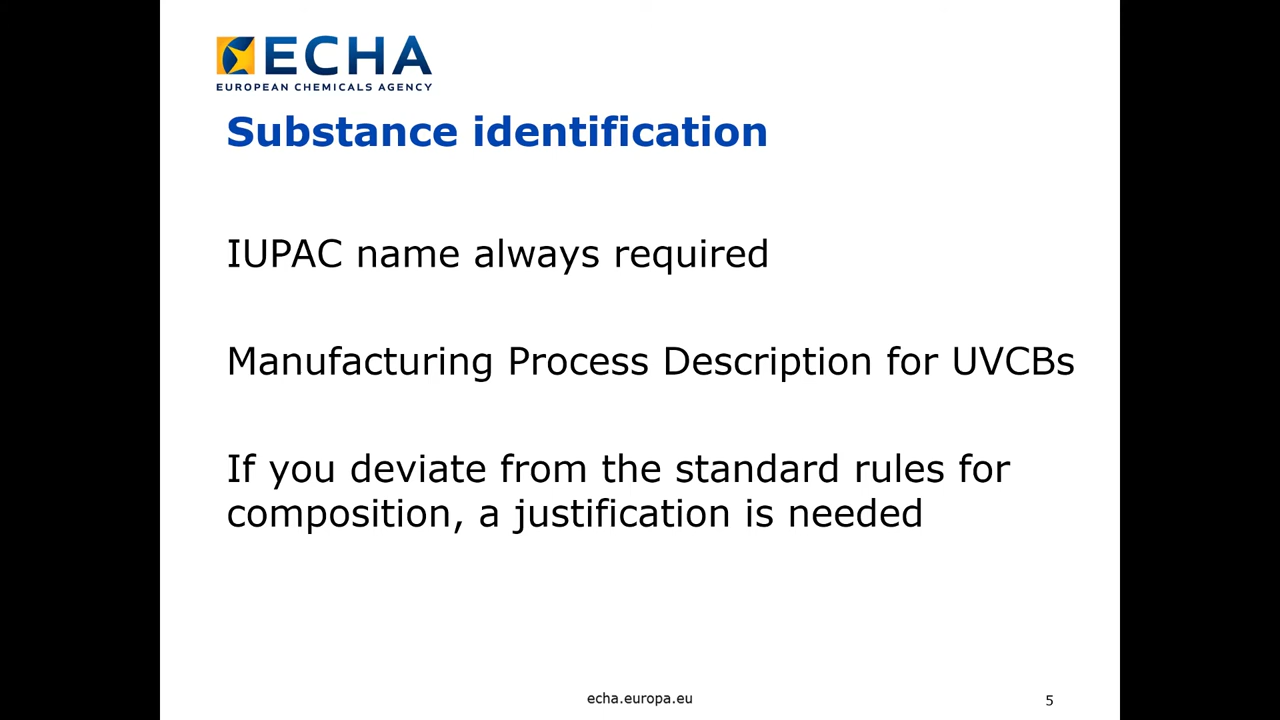 ECHA
EUROPEAN CHEMICALS AGENCY
Substance identification
IUPAC name always required
Manufacturing Process Description for UVCBs
If you deviate from the standard rules for
composition, a justification is needed
echa.europa.eu
5